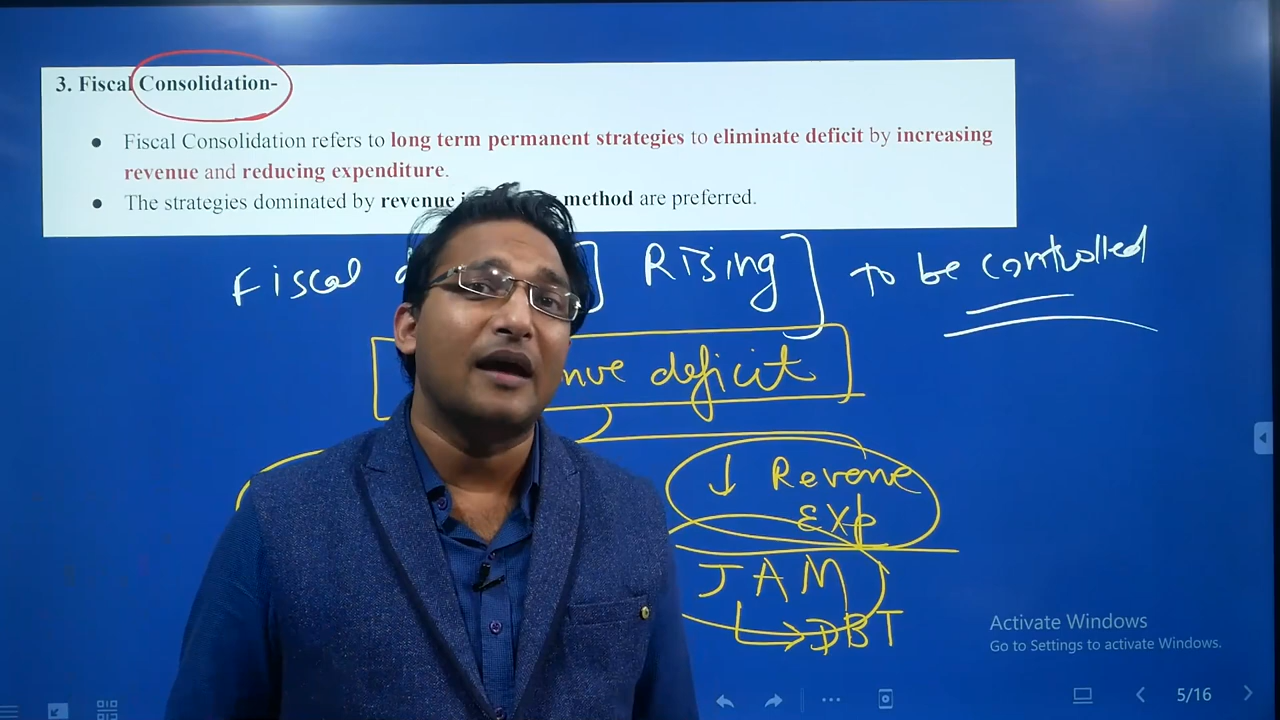 3. Fiscal Consolidation-
● Fiscal Consolidation refers to long term permanent strategies to eliminate deficit by increasing
revenue and reducing expenditure.
● The strategies dominated by revenue method are preferred.
Fiscal Rising to be controlled
deficit
↓ Revenue
Exp
JAM
DBT
Activate Windows
Go to Settings to activate Windows.
5/16